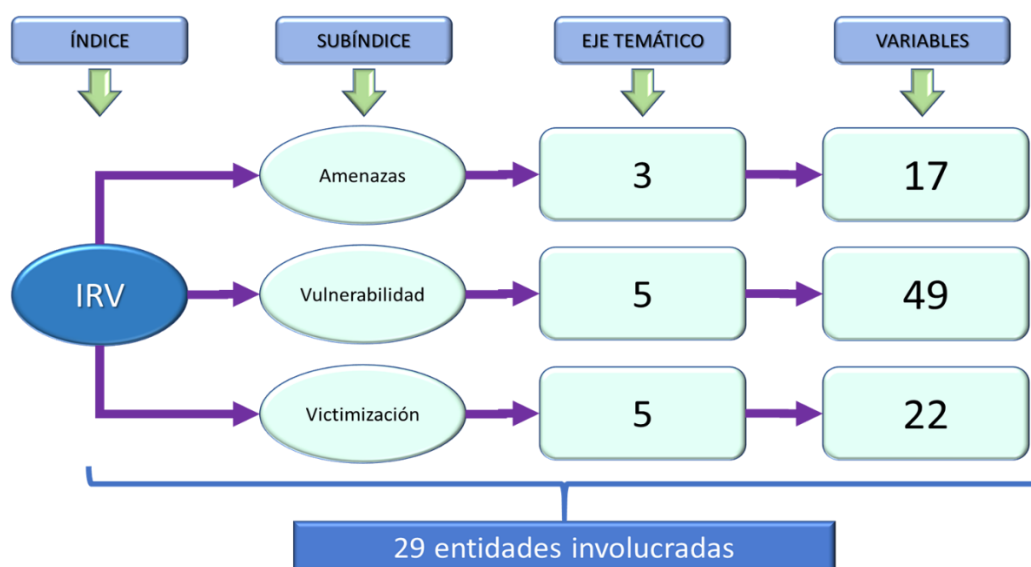 ÍNDICE
SUBÍNDICE
EJE TEMÁTICO
VARIABLES
Amenazas
3
17
IRV
Vulnerabilidad
5
49
Victimización
5
22
29 entidades involucradas